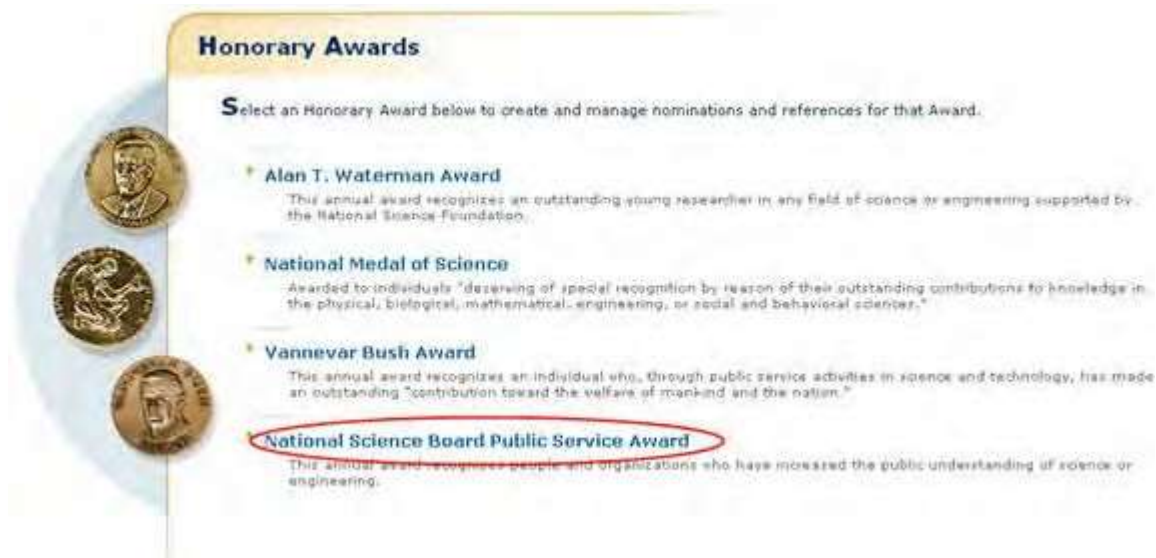 Honorary Awards
Select an Honorary Award below to create and manage nominations and references for that Award.
Alan T. Waterman Award
This annual award recognizes an outstanding young researcher in any field of science or engineering supported by
the National Science Foundation.
National Medal of Science
Awarded to individuals "deserving of special recognition by reason of their outstanding contributions to knowledge in
the physical, biological, mathematical, engineering, or social and behavioral sciences."
Vannevar Bush Award
This annual award recognizes an individual who, through public service activities in science and technology, has made
an outstanding "contribution toward the welfare of mankind and the nation."
National Science Board Public Service Award
This annual award recognizes people and organizations who have increased the public understanding of science or
engineering.